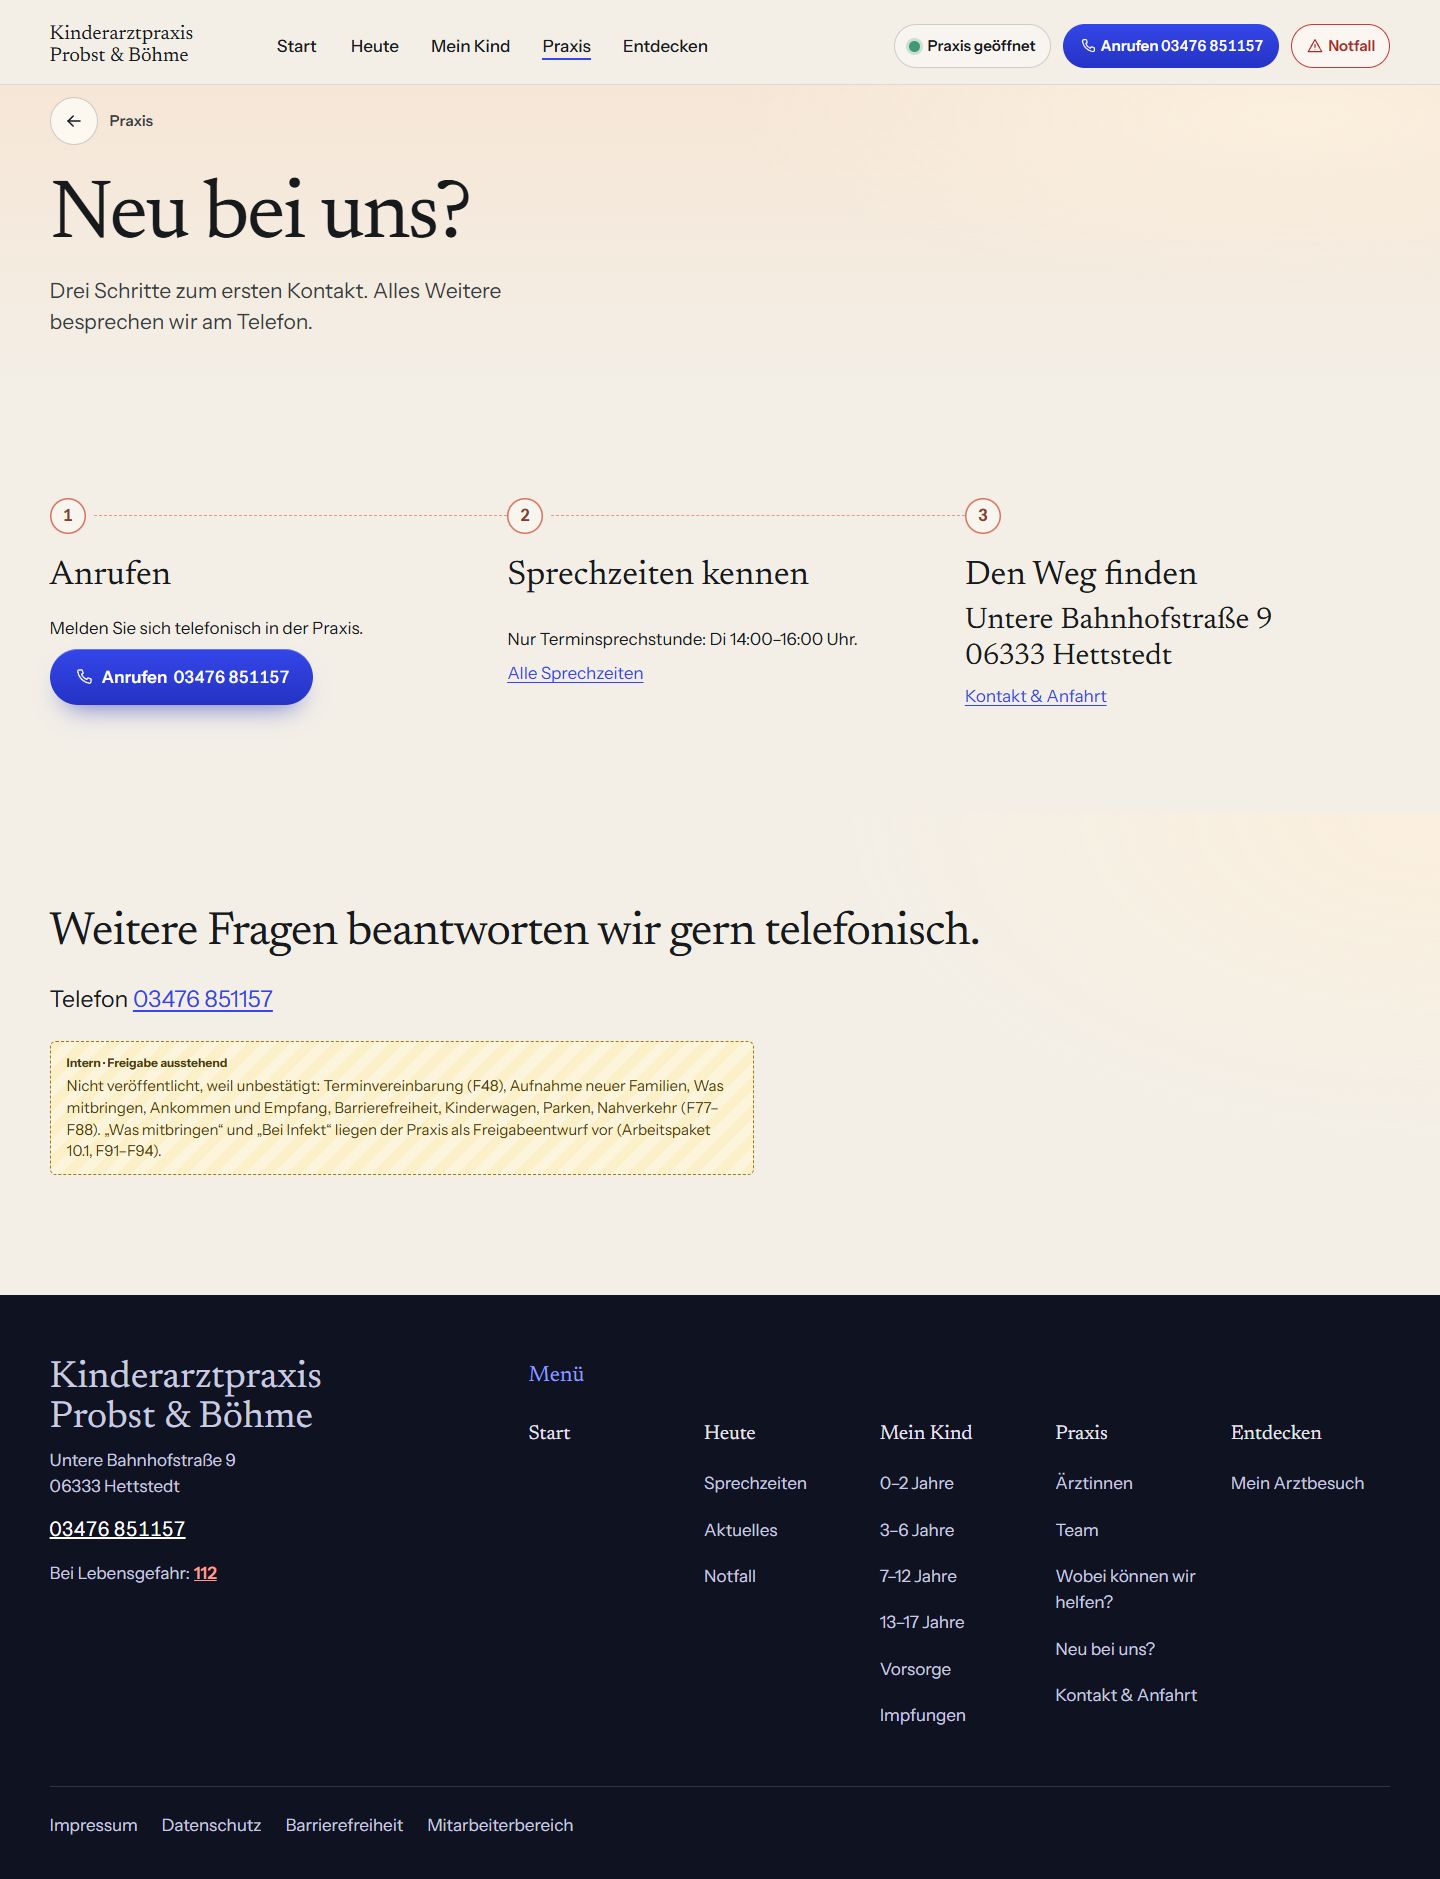 Kinderarztpraxis
Probst & Böhme
Start
Heute
Mein Kind
Praxis
Entdecken
Praxis geöffnet
Anrufen 03476 851157
Notfall
Praxis
Neu bei uns?
Drei Schritte zum ersten Kontakt. Alles Weitere
besprechen wir am Telefon.
1
Anrufen
Melden Sie sich telefonisch in der Praxis.
Anrufen 03476 851157
2
Sprechzeiten kennen
Nur Terminsprechstunde: Di 14:00–16:00 Uhr.
Alle Sprechzeiten
3
Den Weg finden
Untere Bahnhofstraße 9
06333 Hettstedt
Kontakt & Anfahrt
Weitere Fragen beantworten wir gern telefonisch.
Telefon 03476 851157
Intern · Freigabe ausstehend
Nicht veröffentlicht, weil unbestätigt: Terminvereinbarung (F48), Aufnahme neuer Familien, Was
mitbringen, Ankommen und Empfang, Barrierefreiheit, Kinderwagen, Parken, Nahverkehr (F77–
F88). „Was mitbringen“ und „Bei Infekt“ liegen der Praxis als Freigabeentwurf vor (Arbeitspaket
10.1, F91–F94).
Kinderarztpraxis
Probst & Böhme
Untere Bahnhofstraße 9
06333 Hettstedt
03476 851157
Bei Lebensgefahr: 112
Menü
Start
Heute
Sprechzeiten
Aktuelles
Notfall
Mein Kind
0–2 Jahre
3–6 Jahre
7–12 Jahre
13–17 Jahre
Vorsorge
Impfungen
Praxis
Ärztinnen
Team
Wobei können wir
helfen?
Neu bei uns?
Kontakt & Anfahrt
Entdecken
Mein Arztbesuch
Impressum
Datenschutz
Barrierefreiheit
Mitarbeiterbereich